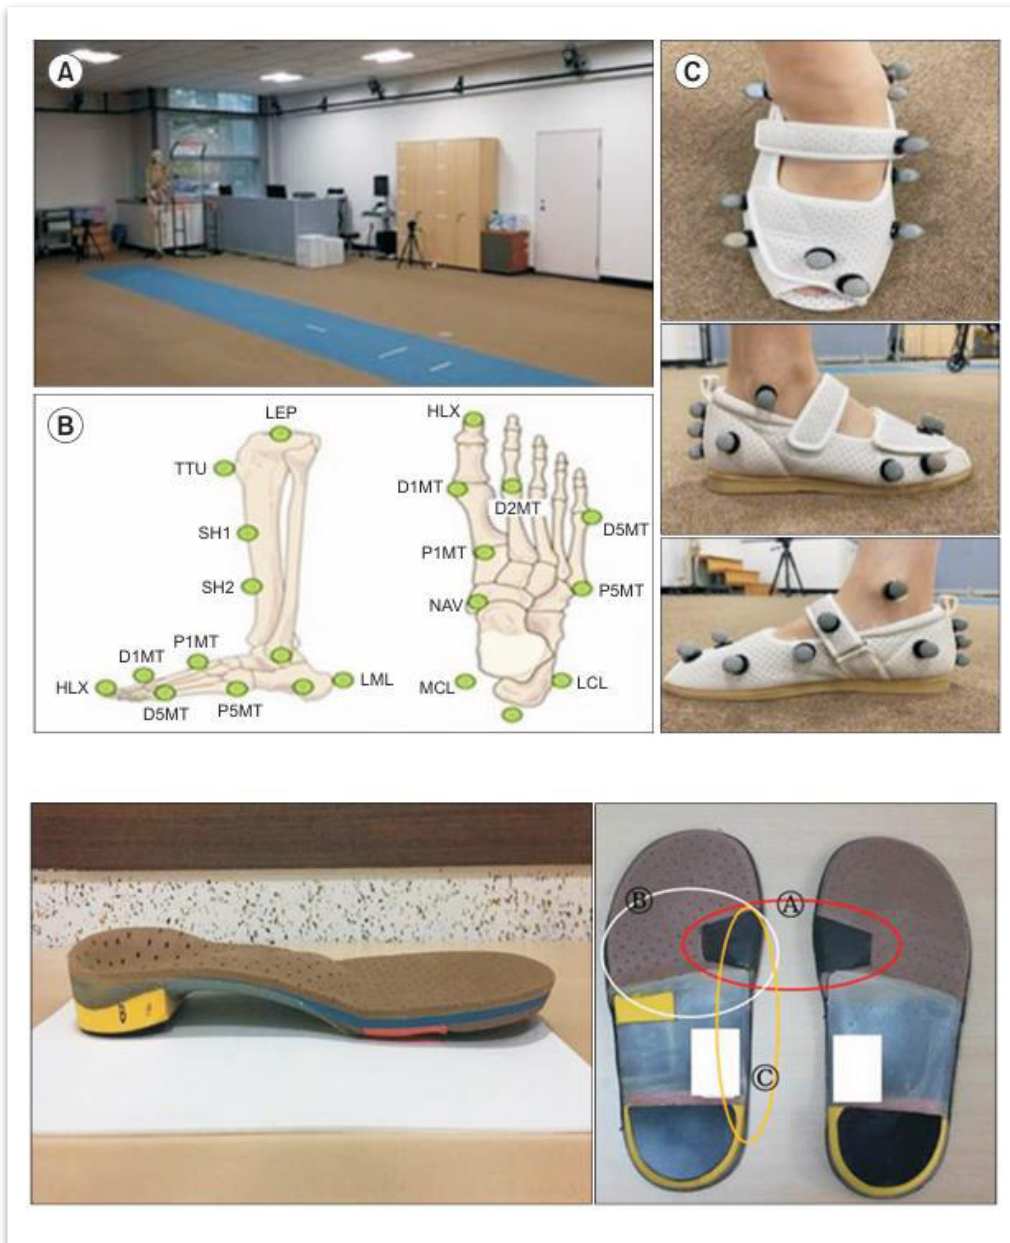 A
C
B
LEP
TTU
SH1
SH2
P1MT
D1MT
HLX
D5MT
P5MT
LML
HLX
D1MT
D2MT
D5MT
P1MT
P5MT
NAV
MCL
LCL
B
A
C